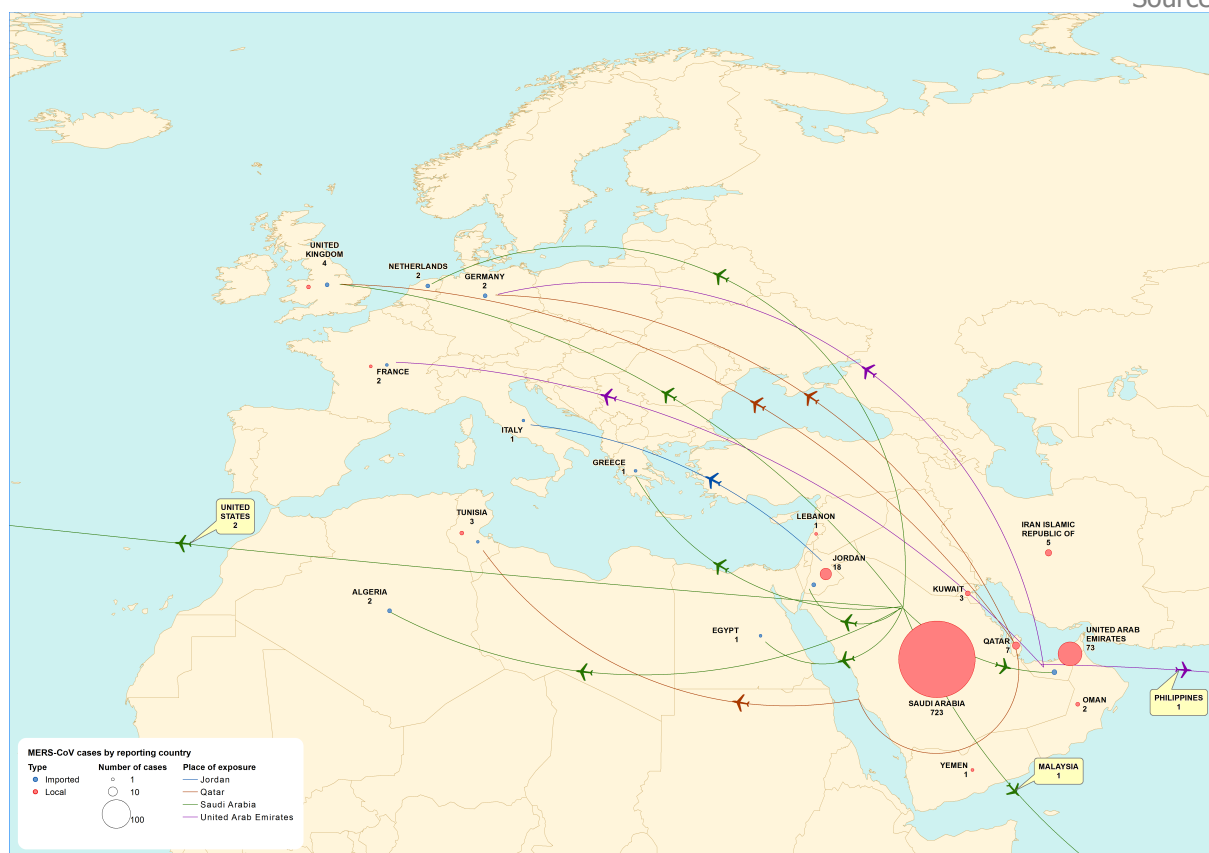 Source
UNITED
KINGDOM
4
NETHERLANDS
2
GERMANY
2
FRANCE
2
ITALY
1
GREECE
1
UNITED
STATES
2
TUNISIA
3
LEBANON
1
IRAN ISLAMIC
REPUBLIC OF
5
JORDAN
18
ALGERIA
2
KUWAIT
3
EGYPT
1
QATAR
7
UNITED ARAB
EMIRATES
73
SAUDI ARABIA
723
OMAN
2
PHILIPPINES
1
YEMEN
1
MALAYSIA
1
MERS-CoV cases by reporting country
Type
Imported
Local
Number of cases
1
10
100
Place of exposure
Jordan
Qatar
Saudi Arabia
United Arab Emirates